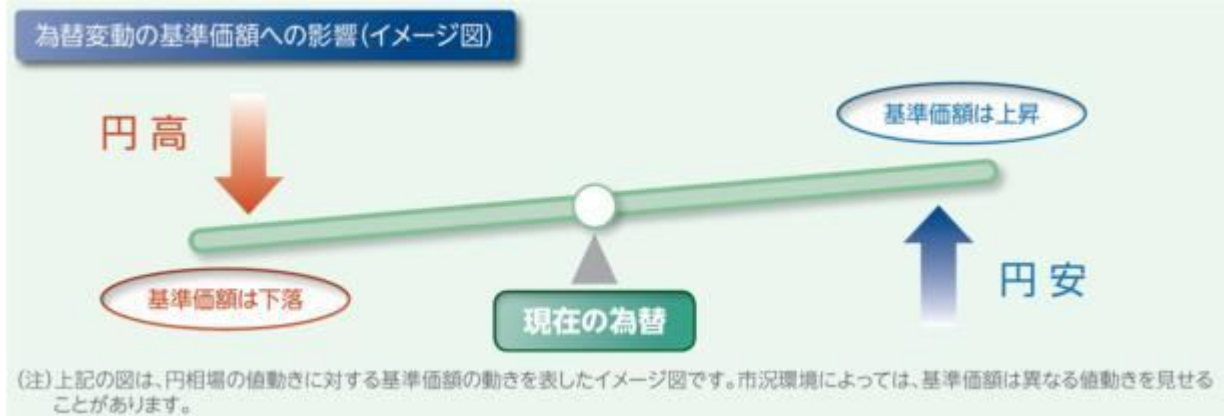 為替変動の基準価額への影響(イメージ図)
円高
基準価額は上昇
基準価額は下落
円安
現在の為替
(注)上記の図は、円相場の値動きに対する基準価額の動きを表したイメージ図です。市況環境によっては、基準価額は異なる値動きを見せる
ことがあります。